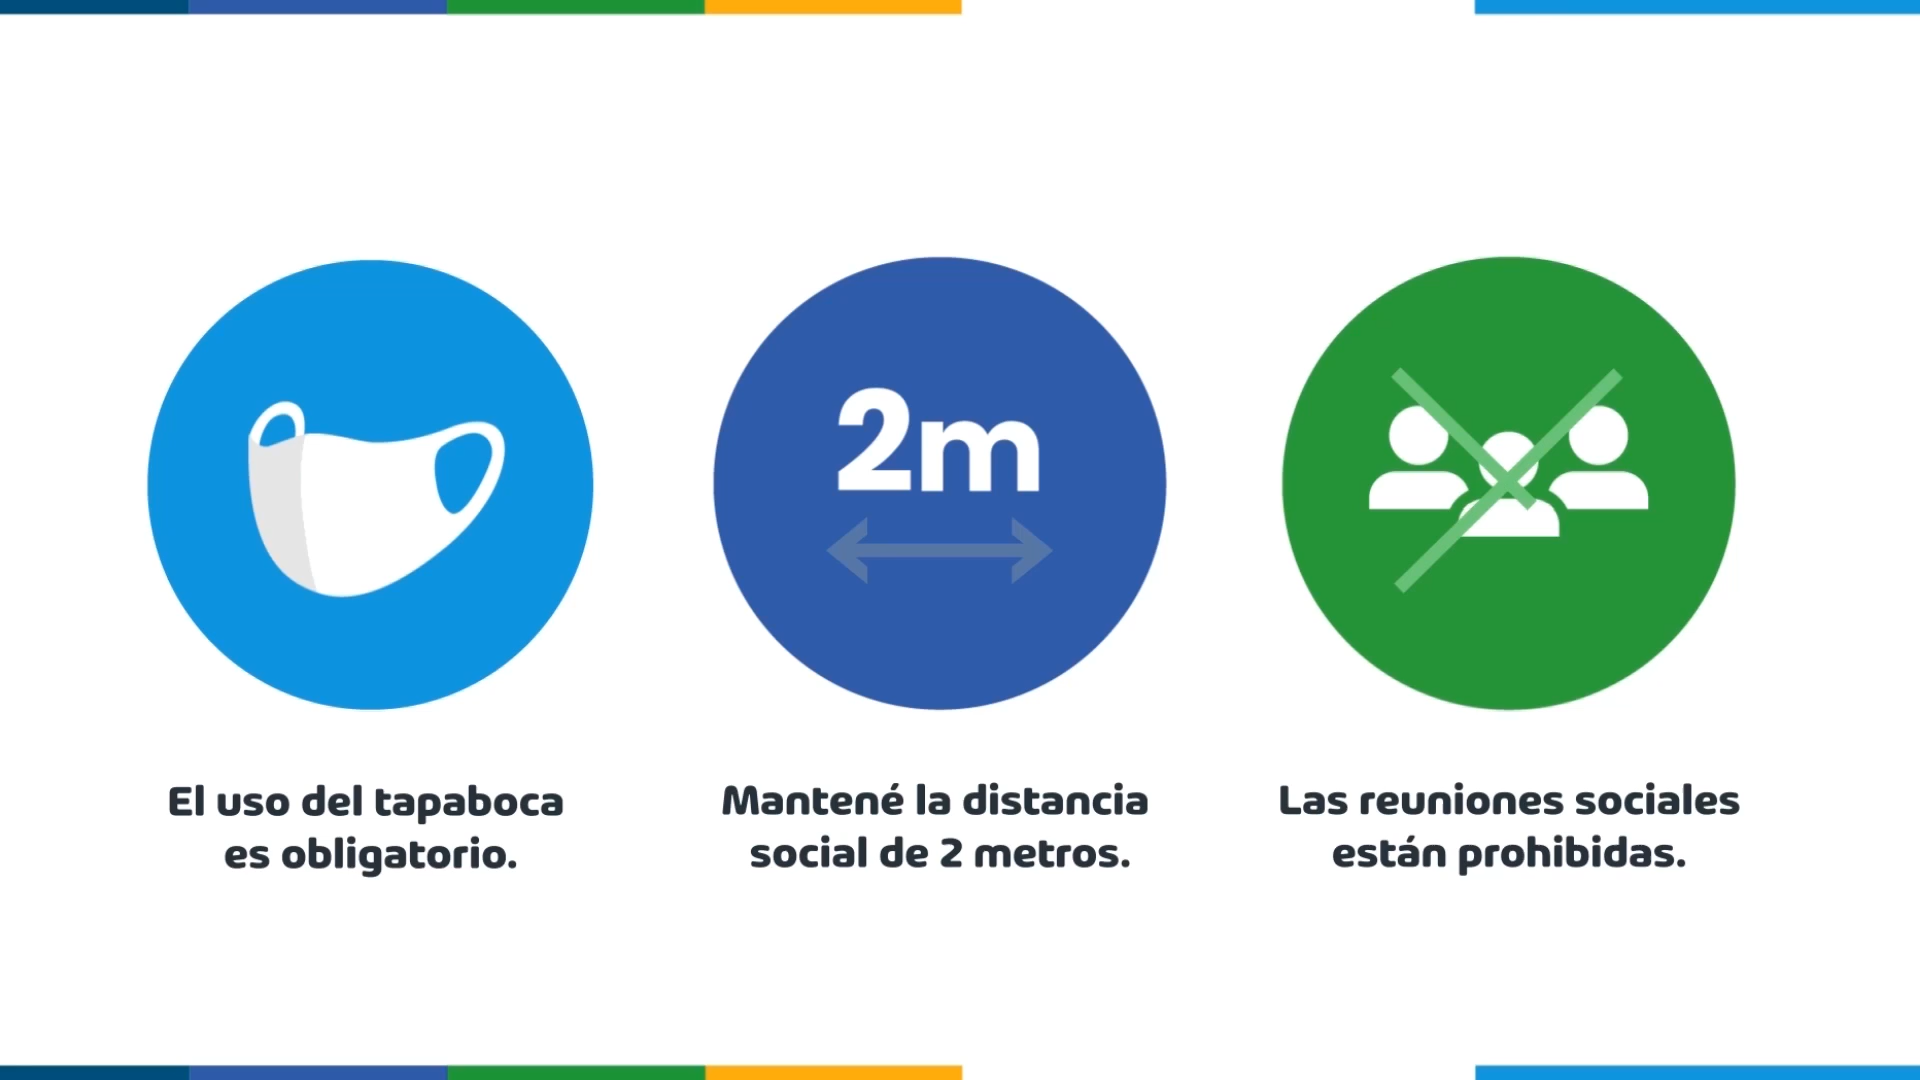 2m
El uso del tapaboca
es obligatorio.
Mantené la distancia
social de 2 metros.
Las reuniones sociales
están prohibidas.